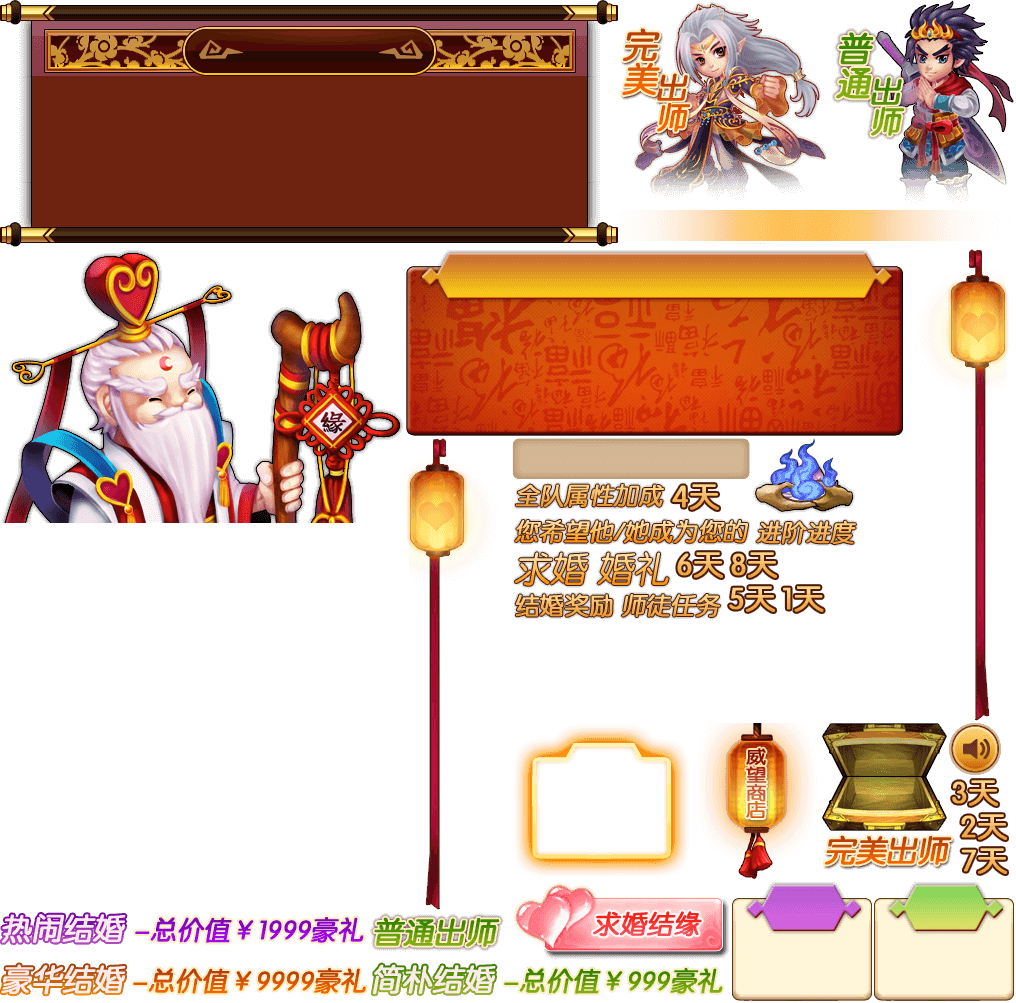 完美
出师
普通
出师
緣
全队属性加成 4天
您希望他/她成为您的 进阶进度
求婚 婚礼 6天 8天
结婚奖励 师徒任务 5天 1天
威望商店
3天
2天
7天
完美出师
热闹结婚 –总价值￥1999豪礼
普通出师
求婚结缘
豪华结婚 –总价值￥9999豪礼
简朴结婚 –总价值￥999豪礼